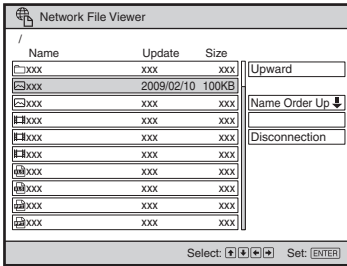 Network File Viewer
/
Name Update Size
xxx xxx xxx Upward
xxx 2009/02/10 100KB
xxx xxx xxx Name Order Up
xxx xxx xxx
xxx xxx xxx Disconnection
xxx xxx xxx
xxx xxx xxx
xxx xxx xxx
xxx xxx xxx
xxx xxx xxx
Select: Set: ENTER